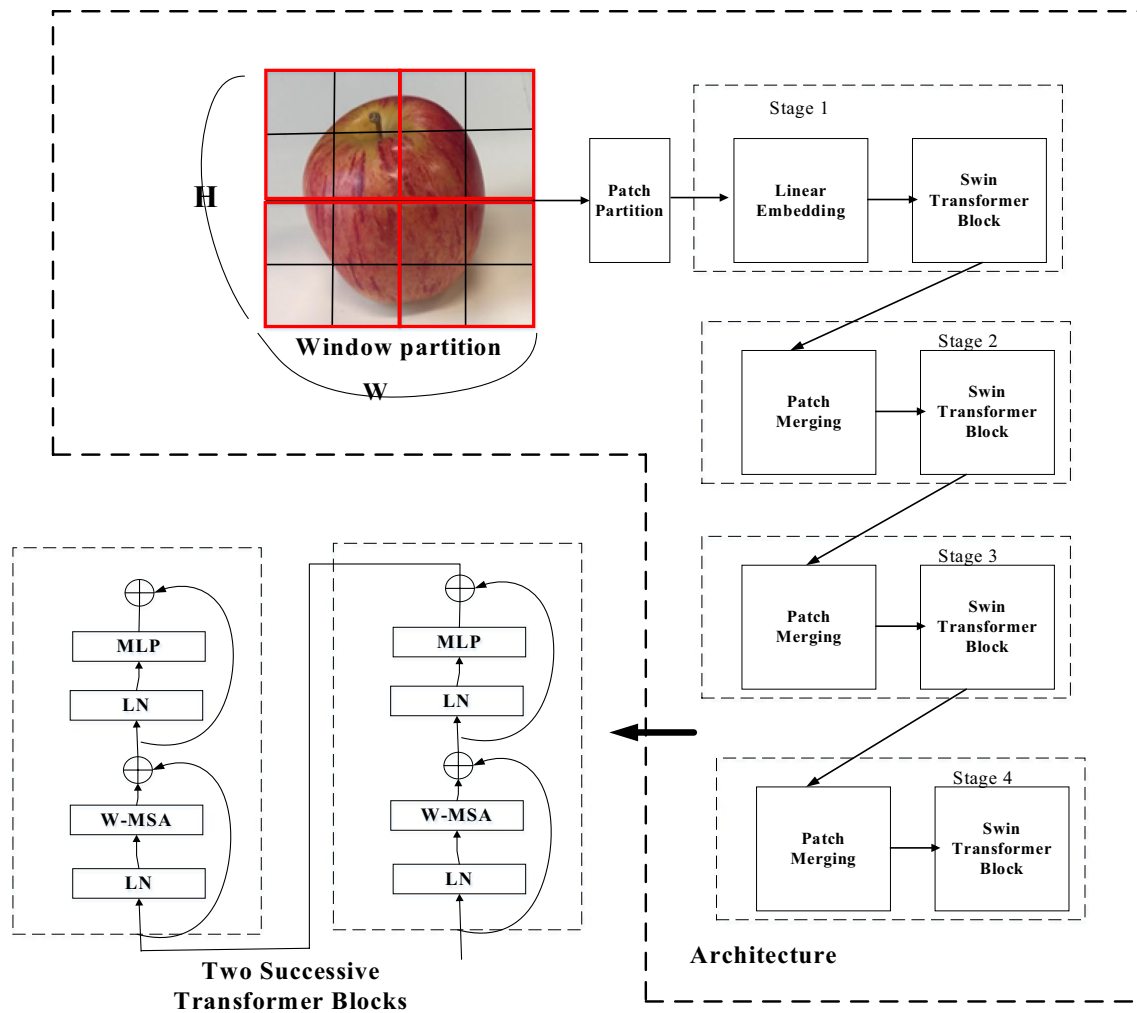 H
Window partition
W
Patch
Partition
Stage 1
Linear
Embedding
Swin
Transformer
Block
Stage 2
Patch
Merging
Swin
Transformer
Block
Stage 3
Patch
Merging
Swin
Transformer
Block
Stage 4
Patch
Merging
Swin
Transformer
Block
Architecture
MLP
LN
W-MSA
LN
MLP
LN
W-MSA
LN
Two Successive
Transformer Blocks